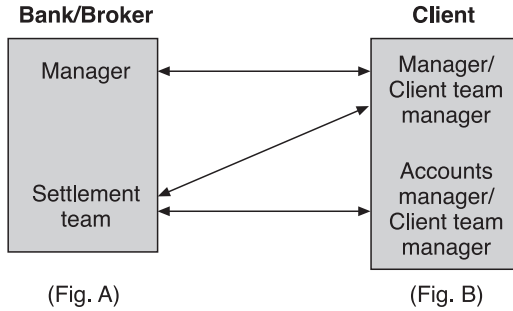 Bank/Broker
Client
Manager
Manager/
Client team
manager
Settlement
team
Accounts
manager/
Client team
manager
(Fig. A)
(Fig. B)